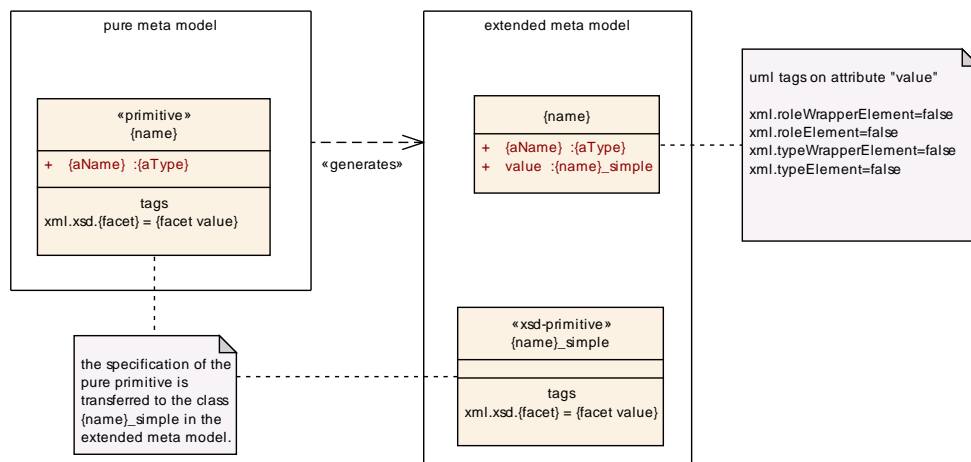 pure meta model
«primitive»
{name}
+ {aName} :{aType}
tags
xml.xsd.{facet} = {facet value}
«generates»
extended meta model
{name}
+ {aName} :{aType}
+ value :{name}_simple
uml tags on attribute "value"
xml.roleWrapperElement=false
xml.roleElement=false
xml.typeWrapperElement=false
xml.typeElement=false
the specification of the
pure primitive is
transferred to the class
{name}_simple in the
extended meta model.
«xsd-primitive»
{name}_simple
tags
xml.xsd.{facet} = {facet value}